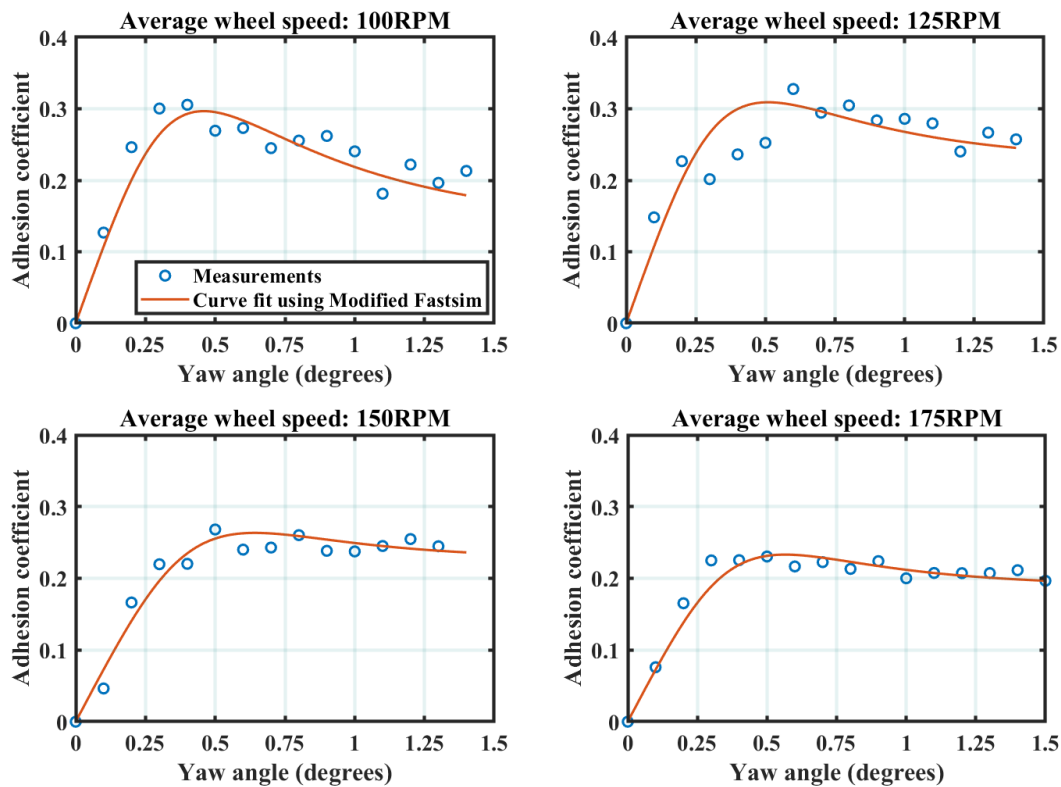 Average wheel speed: 100RPM
0.4
0.3
0.2
0.1
0
Adhesion coefficient
Measurements
Curve fit using Modified Fastsim
0 0.25 0.5 0.75 1 1.25 1.5
Yaw angle (degrees)
Average wheel speed: 125RPM
0.4
0.3
0.2
0.1
0
Adhesion coefficient
0 0.25 0.5 0.75 1 1.25 1.5
Yaw angle (degrees)
Average wheel speed: 150RPM
0.4
0.3
0.2
0.1
0
Adhesion coefficient
0 0.25 0.5 0.75 1 1.25 1.5
Yaw angle (degrees)
Average wheel speed: 175RPM
0.4
0.3
0.2
0.1
0
Adhesion coefficient
0 0.25 0.5 0.75 1 1.25 1.5
Yaw angle (degrees)